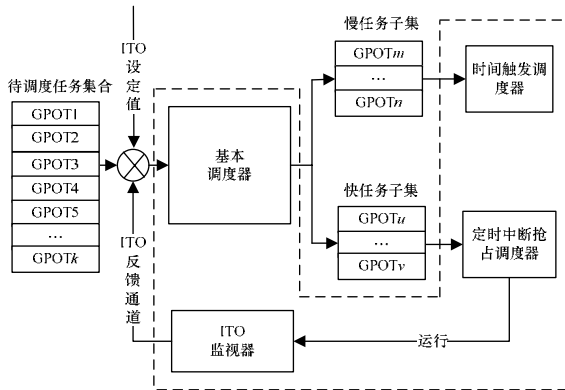 ITO
设
定
值
待调度任务集合
GPOT1
GPOT2
GPOT3
GPOT4
GPOT5
...
GPOTk
ITO
反
馈
通
道
基本
调度器
慢任务子集
GPOTm
...
GPOTn
时间触发调
度器
快任务子集
GPOTu
...
GPOTv
定时中断抢
占调度器
ITO
监视器
运行